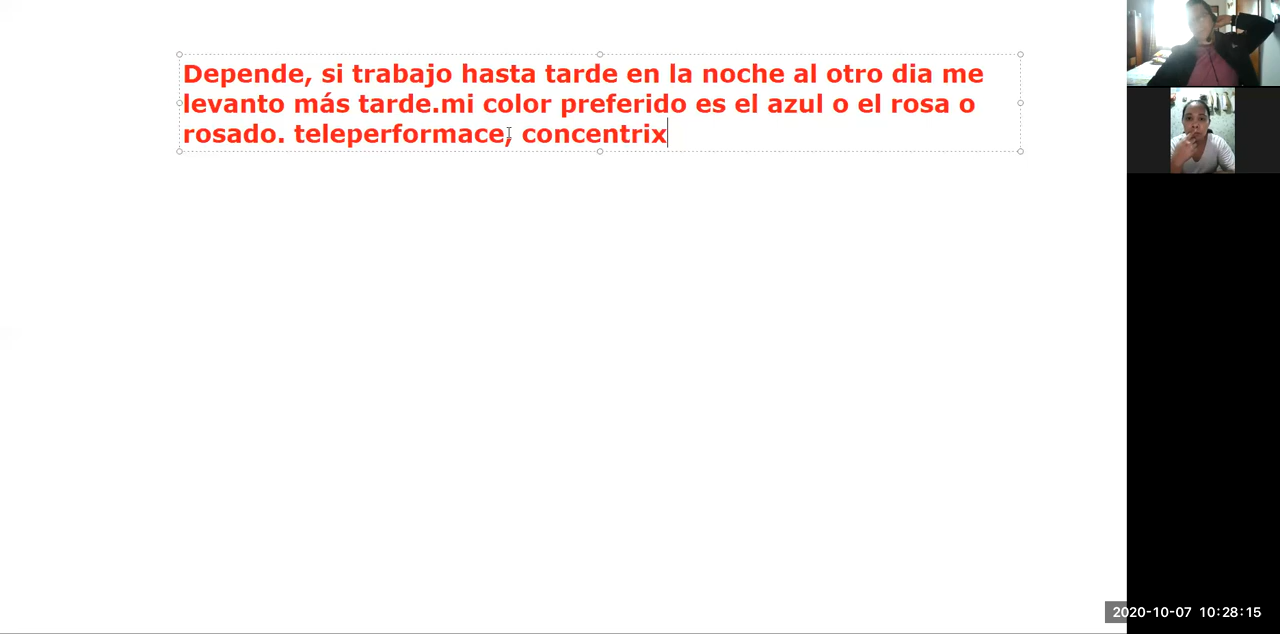 Depende, si trabajo hasta tarde en la noche al otro dia me
levanto más tarde.mi color preferido es el azul o el rosa o
rosado. teleperformace, concentrix
2020-10-07 10:28:15